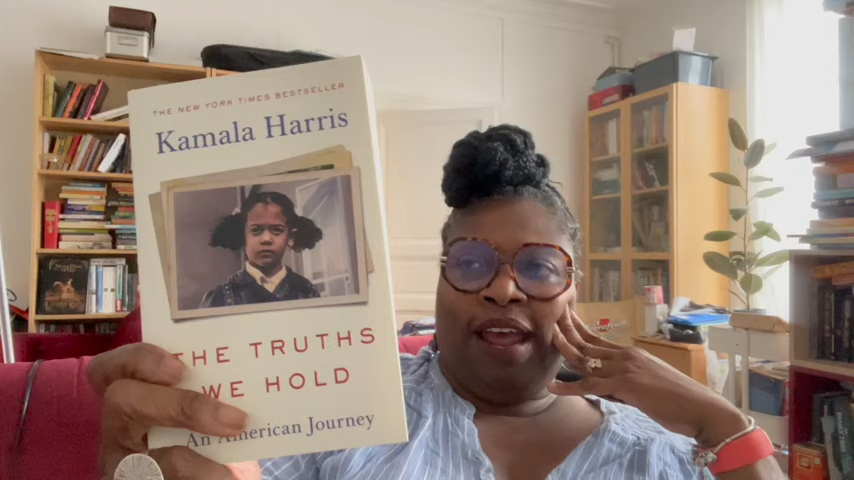 THE NEW YORK TIMES BESTSELLER
Kamala Harris
THE TRUTHS
WE HOLD
An American Journey